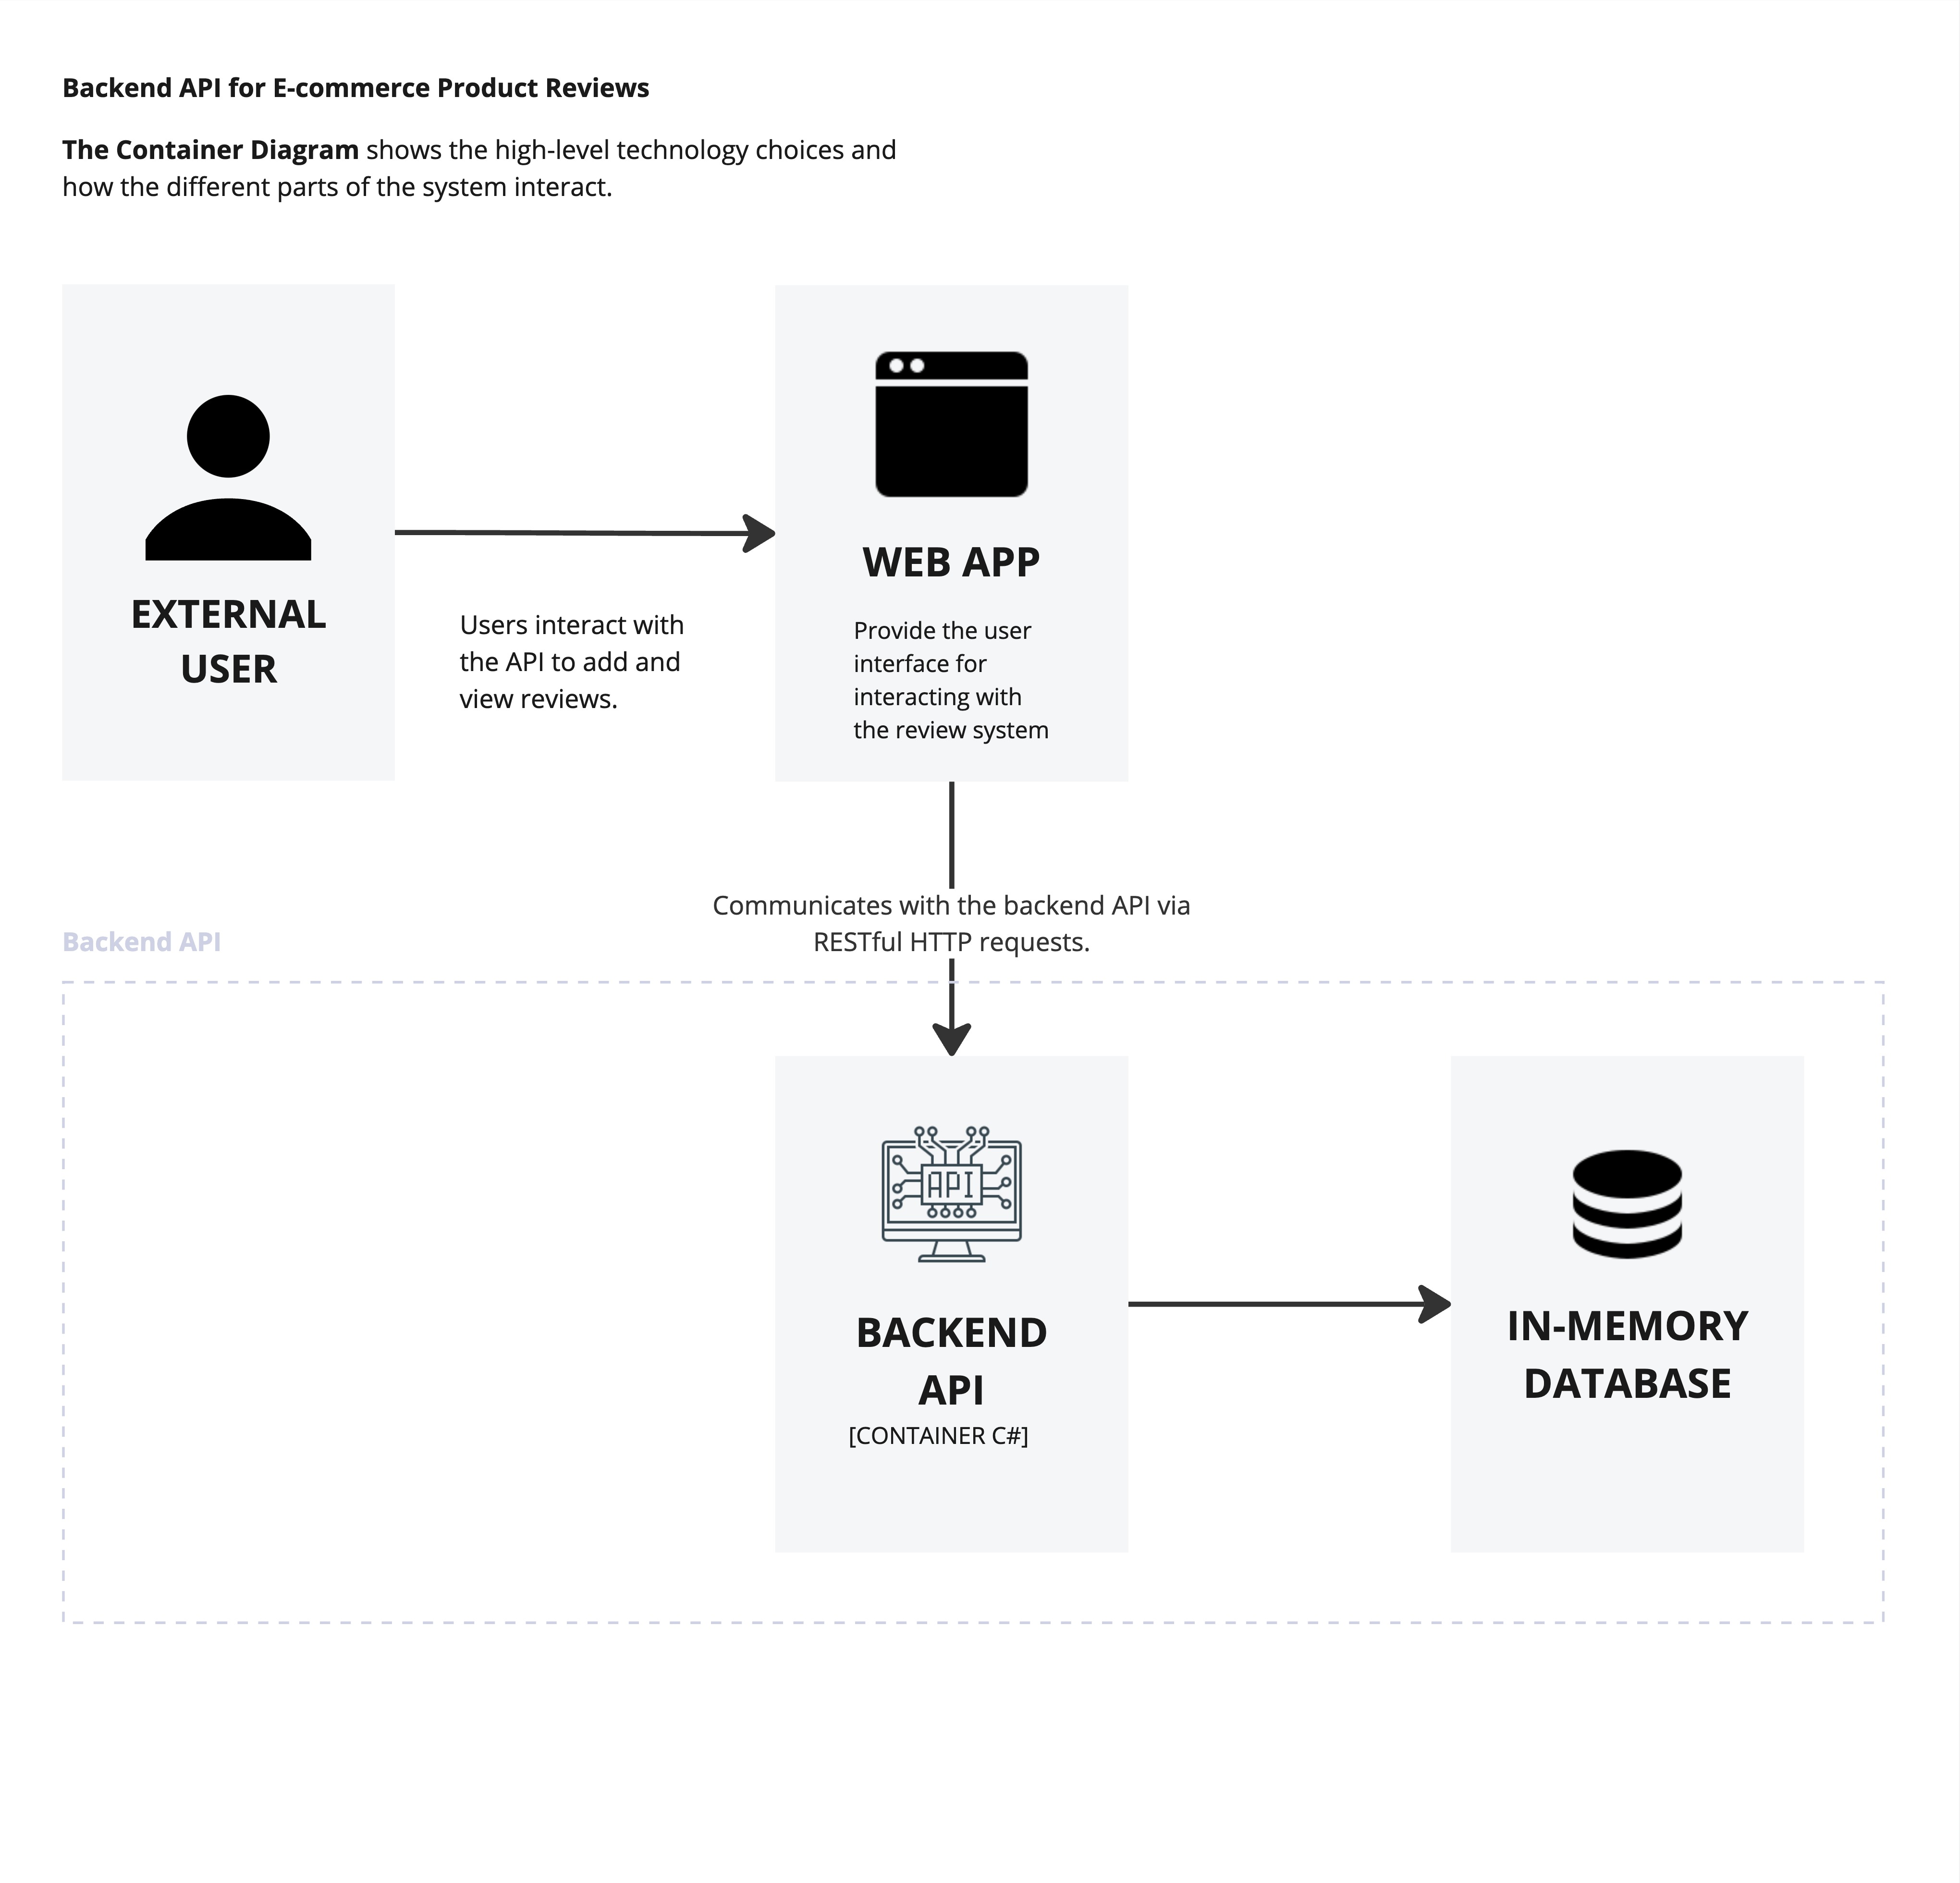 Backend API for E-commerce Product Reviews
The Container Diagram shows the high-level technology choices and
how the different parts of the system interact.
EXTERNAL
USER
Users interact with
the API to add and
view reviews.
WEB APP
Provide the user
interface for
interacting with
the review system
Communicates with the backend API via
RESTful HTTP requests.
Backend API
API
BACKEND
API
[CONTAINER C#]
IN-MEMORY
DATABASE